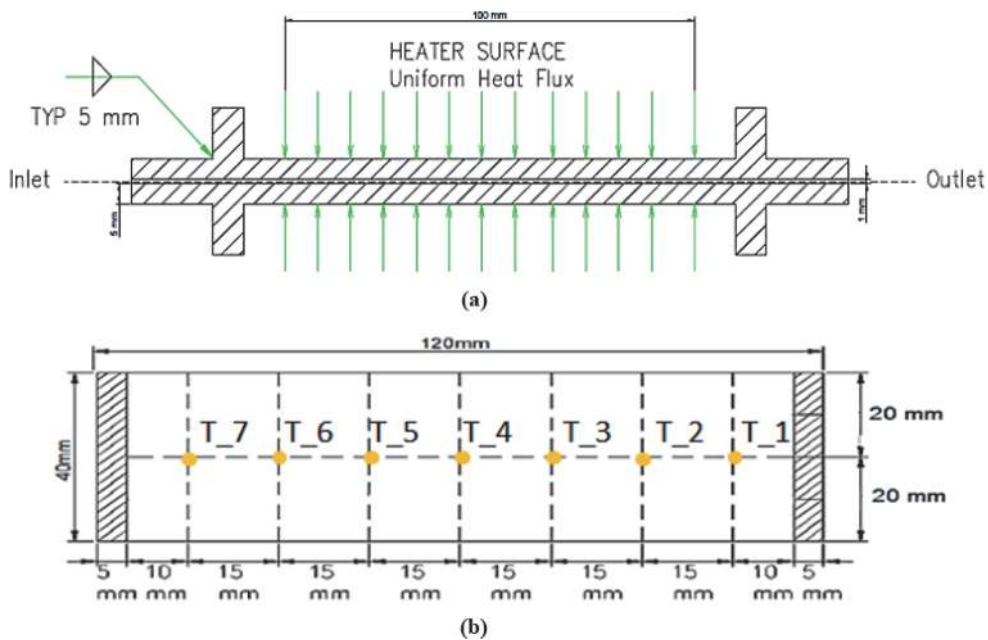 100 mm
HEATER SURFACE
Uniform Heat Flux
TYP 5 mm
Inlet
Outlet
5 mm
1 mm
(a)
120mm
T_7 T_6 T_5 T_4 T_3 T_2 T_1
20 mm
40mm
20 mm
5 10 15 15 15 15 15 15 10 5
mm mm mm mm mm mm mm mm mm mm
(b)